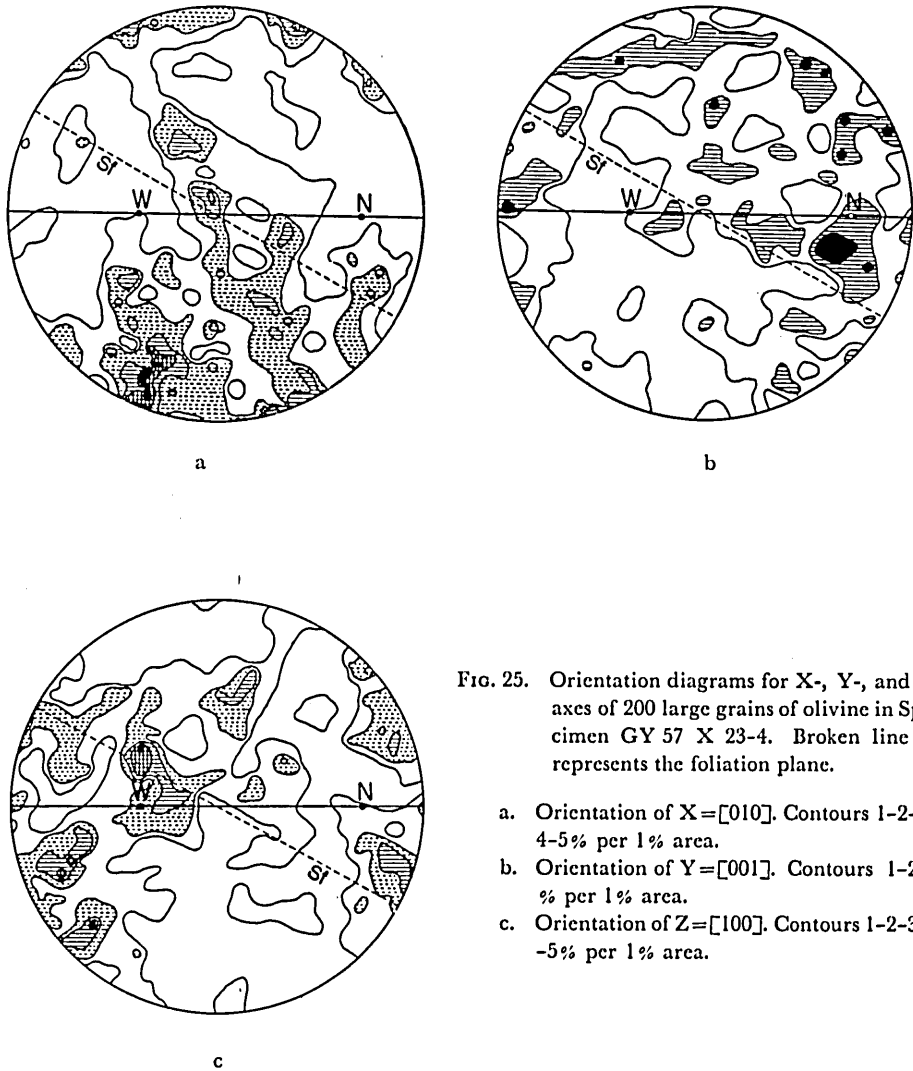 Sf
W
N
a
Sf
W
N
b
FIG. 25. Orientation diagrams for X-, Y-, and
axes of 200 large grains of olivine in Sp
cimen GY 57 X 23-4. Broken line
represents the foliation plane.
W
N
Sf
a. Orientation of X=[010]. Contours 1-2-
4-5% per 1% area.
b. Orientation of Y=[001]. Contours 1-2
% per 1% area.
c. Orientation of Z=[100]. Contours 1-2-3
-5% per 1% area.
c